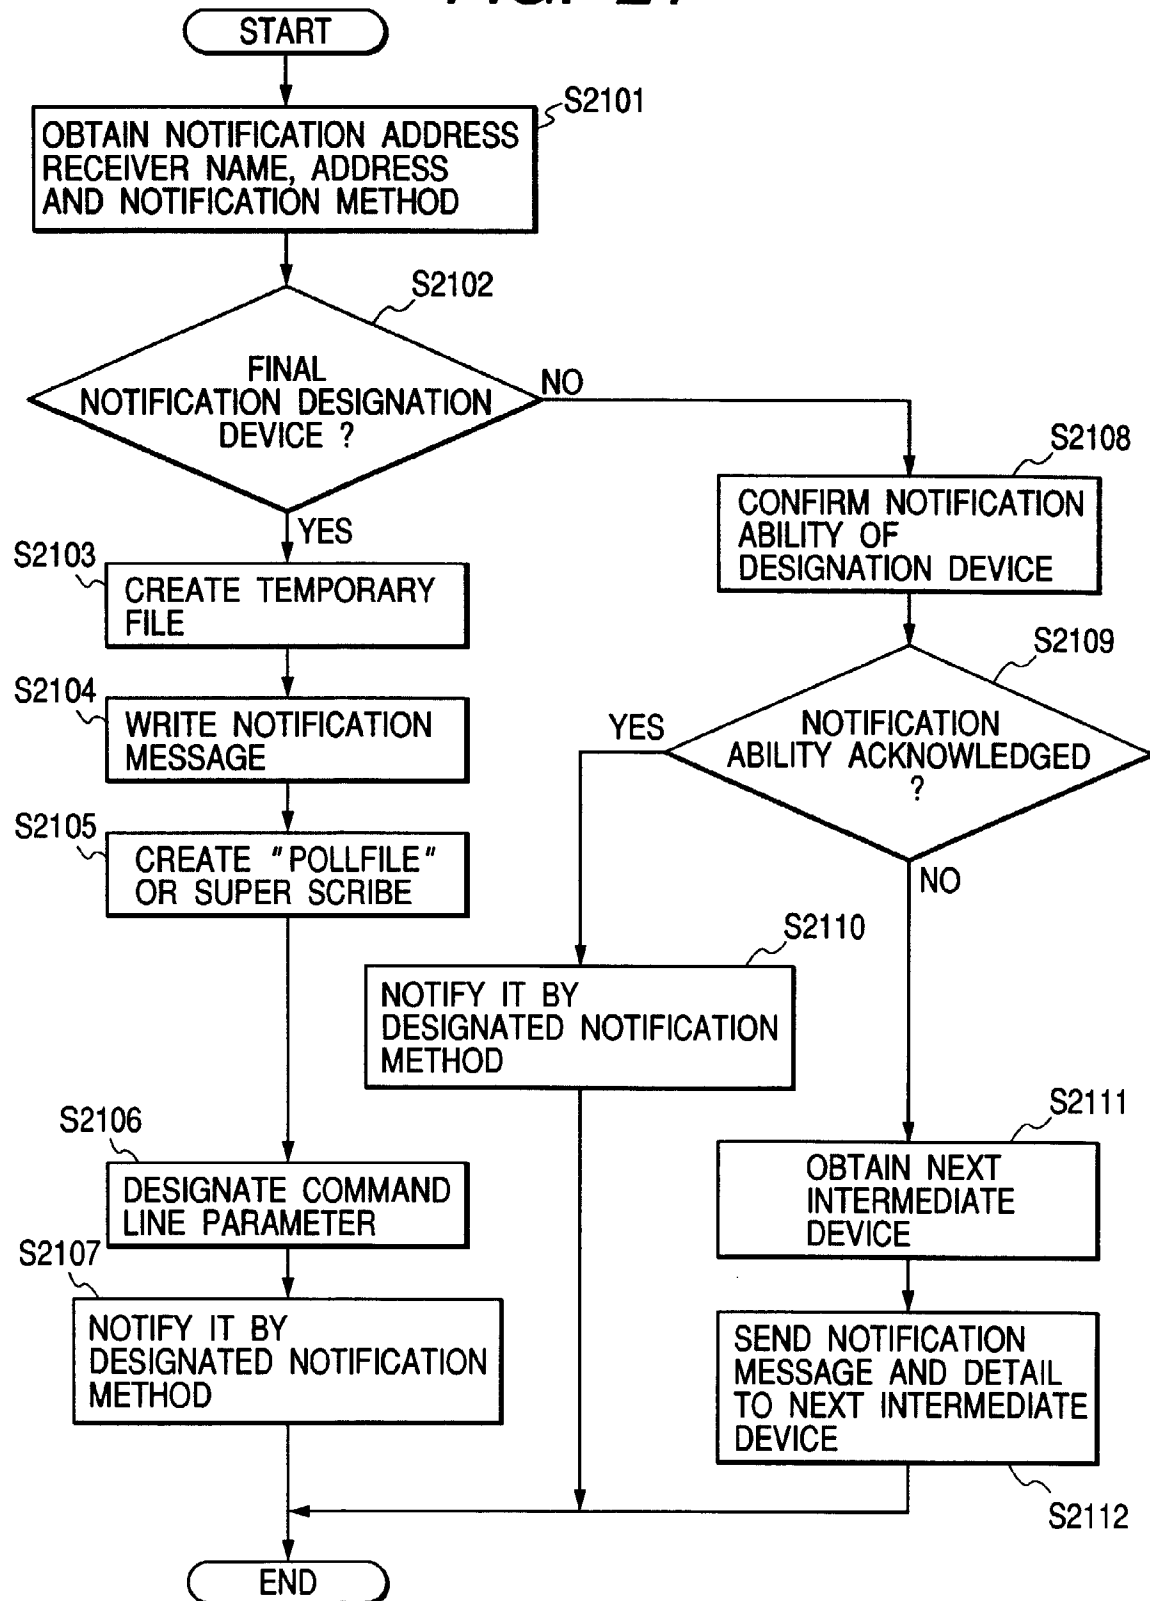 START
S2101
OBTAIN NOTIFICATION ADDRESS
RECEIVER NAME, ADDRESS
AND NOTIFICATION METHOD
S2102
FINAL
NOTIFICATION DESIGNATION
DEVICE ?
NO
YES
S2108
CONFIRM NOTIFICATION
ABILITY OF
DESIGNATION DEVICE
S2103
CREATE TEMPORARY
FILE
S2109
NOTIFICATION
ABILITY ACKNOWLEDGED
?
YES
NO
S2104
WRITE NOTIFICATION
MESSAGE
S2105
CREATE "POLLFILE"
OR SUPER SCRIBE
S2110
NOTIFY IT BY
DESIGNATED NOTIFICATION
METHOD
S2106
DESIGNATE COMMAND
LINE PARAMETER
S2111
OBTAIN NEXT
INTERMEDIATE
DEVICE
S2107
NOTIFY IT BY
DESIGNATED NOTIFICATION
METHOD
SEND NOTIFICATION
MESSAGE AND DETAIL
TO NEXT INTERMEDIATE
DEVICE
S2112
END